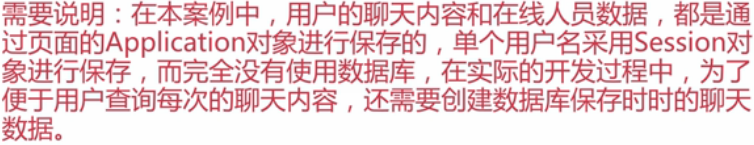 需要说明：在本案例中，用户的聊天内容和在线人员数据，都是通
过页面的Application对象进行保存的，单个用户名采用Session对
象进行保存，而完全没有使用数据库，在实际的开发过程中，为了
便于用户查询每次的聊天内容，还需要创建数据库保存时时的聊天
数据。